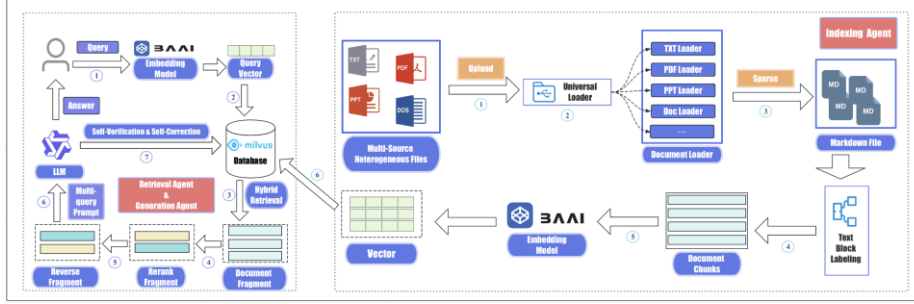 Query
①
BAAI
Embedding
Model
Query
Vector
②
Answer
Self-Verification & Self-Correction
⑦
milvus
Database
LLM
⑥
Multi-
query
Prompt
Retrieval Agent
&
Generation Agent
③
Hybrid
Retrieval
⑥
⑤
④
Reverse
Fragment
Rerank Fragment
Document
Fragment
TXT
PDF
PPT
DOS
Multi-Source
Heterogeneous Files
Upload
①
Universal
Loader
②
TXT Loader
PDF Loader
PPT Loader
Doc Loader
...
Document Loader
Sparse
③
Indexing Agent
MD
MD
MD
MD
Markdown File
Text
Block
Labeling
④
Document
Chunks
⑤
BAAI
Embedding
Model
Vector